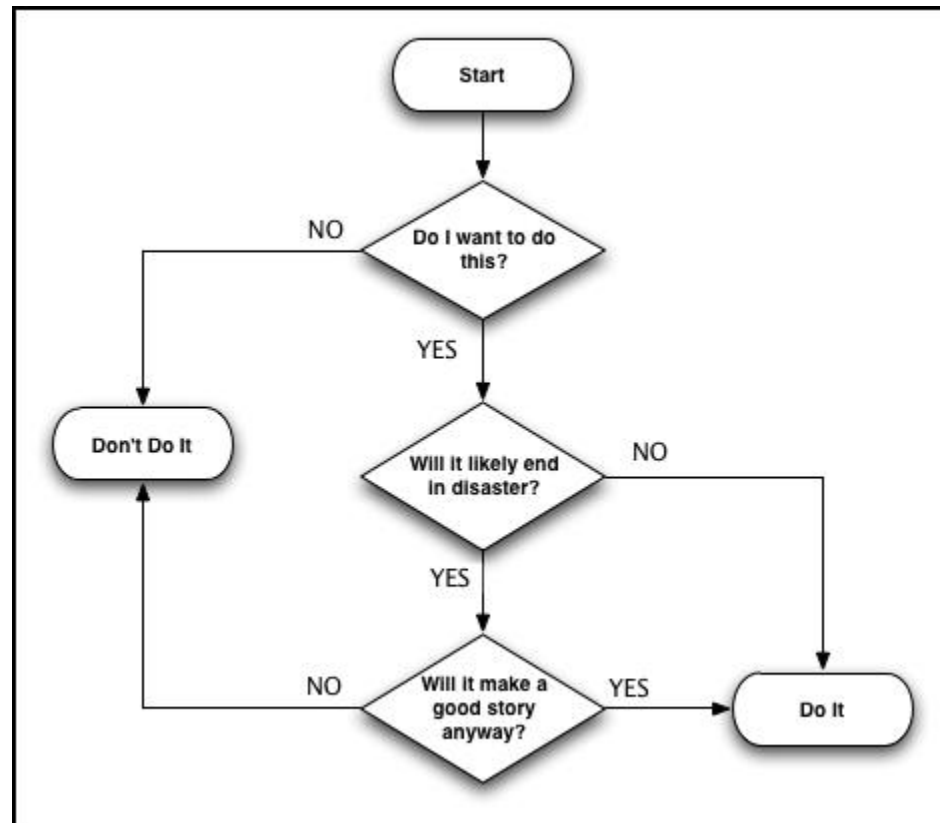 Start
NO
Do I want to do
this?
YES
Don't Do It
Will it likely end
in disaster?
NO
YES
NO
Will it make a
good story
anyway?
YES
Do It